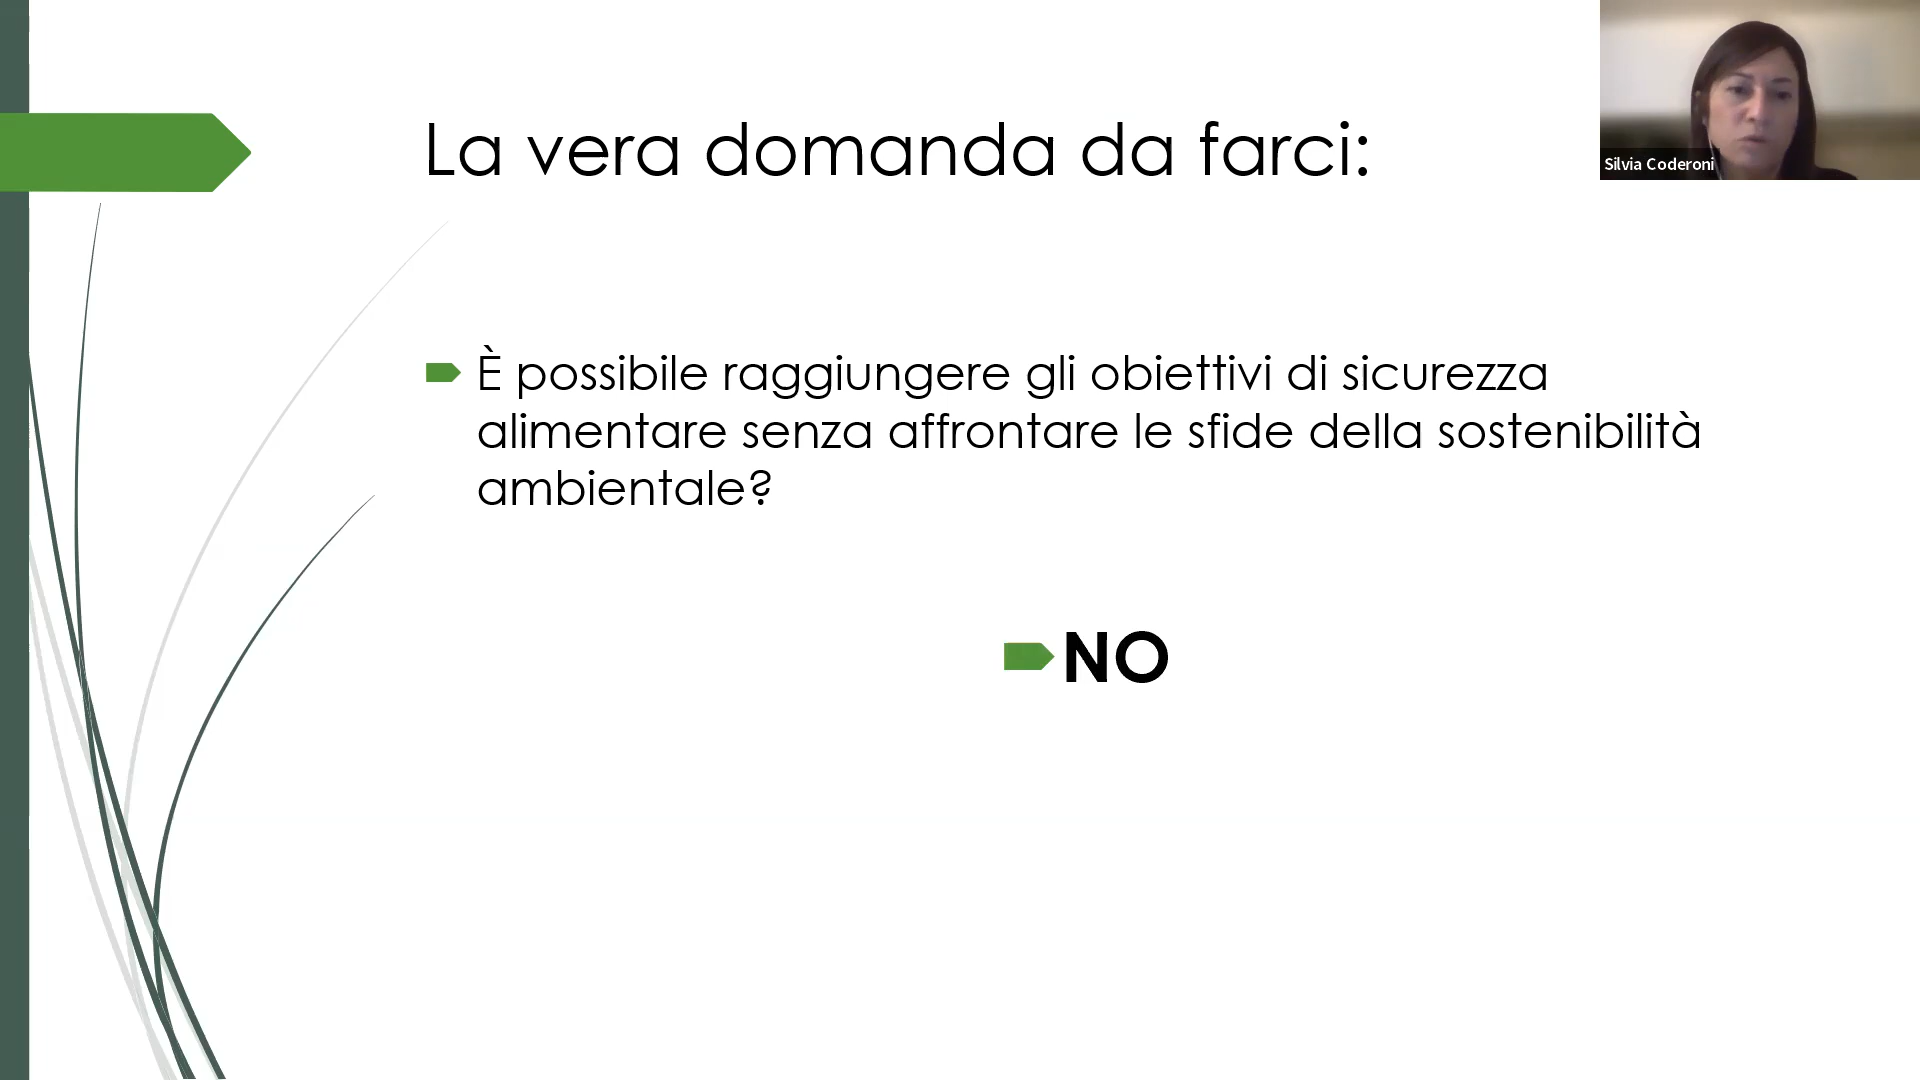 La vera domanda da farci:
Silvia Coderoni
È possibile raggiungere gli obiettivi di sicurezza
alimentare senza affrontare le sfide della sostenibilità
ambientale?
NO